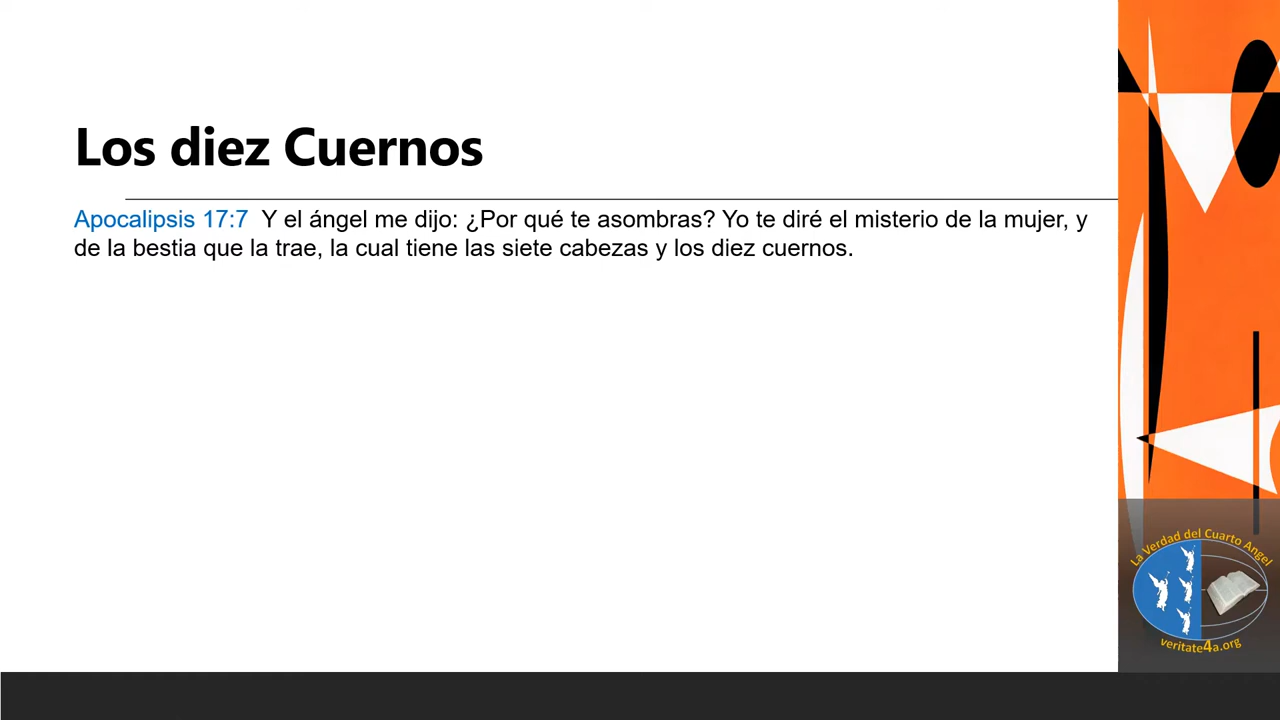 Los diez Cuernos
Apocalipsis 17:7  Y el ángel me dijo: ¿Por qué te asombras? Yo te diré el misterio de la mujer, y
de la bestia que la trae, la cual tiene las siete cabezas y los diez cuernos.
La Verdad del Cuarto Angel
veritate4a.org